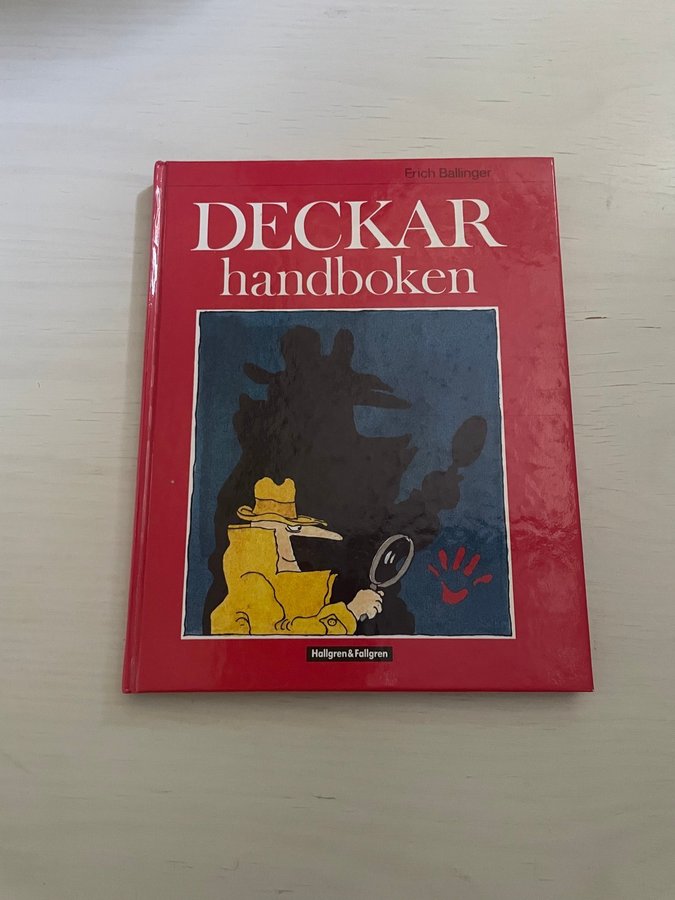 Erich Ballinger
DECKAR
handboken
Hallgren & Fallgren